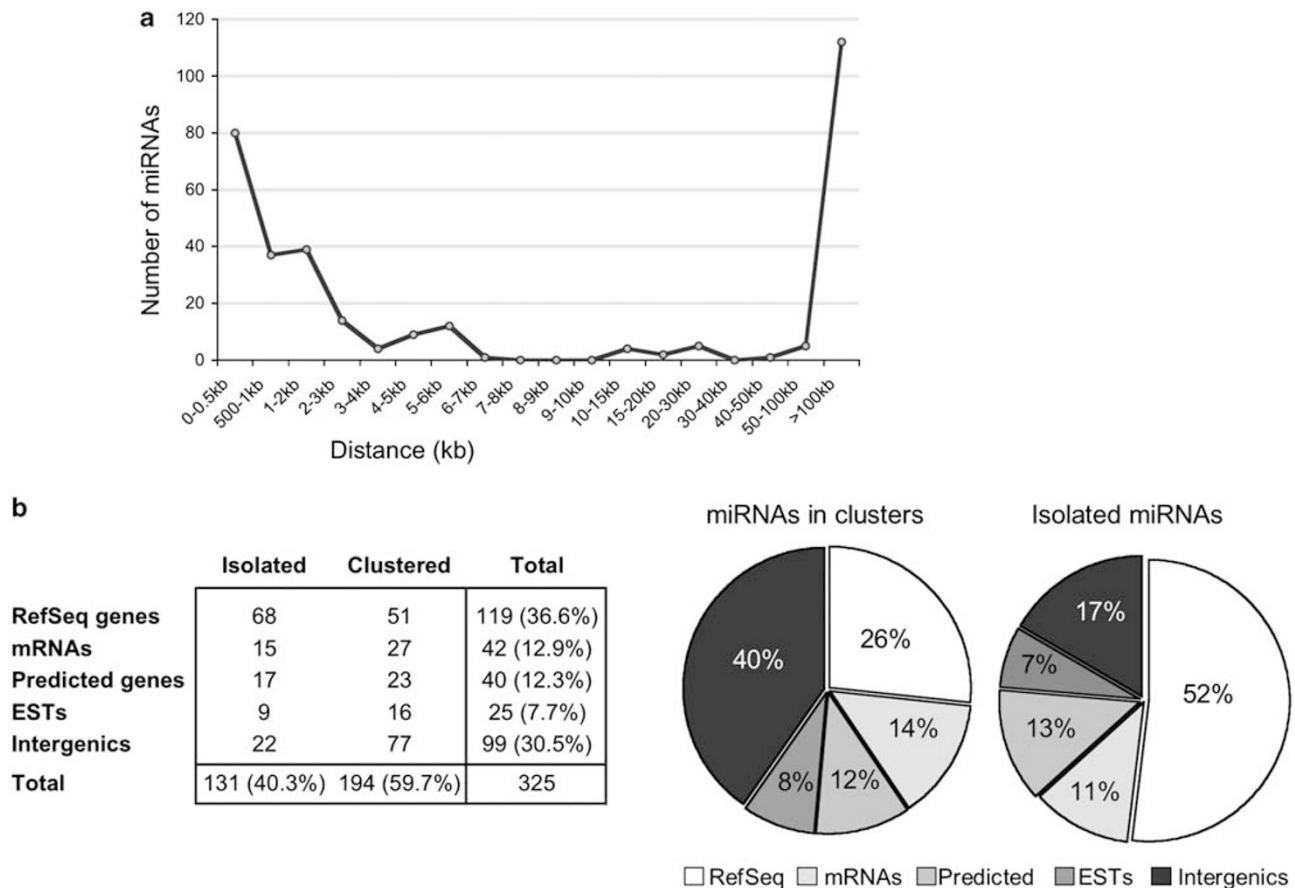 a
Number of miRNAs
120
100
80
60
40
20
0
0-0.5kb
500-1kb
1-2kb
2-3kb
3-4kb
4-5kb
5-6kb
6-7kb
7-8kb
8-9kb
9-10kb
10-15kb
15-20kb
20-30kb
30-40kb
40-50kb
50-100kb
>100kb
Distance (kb)
b
Isolated Clustered Total
RefSeq genes 68 51 119 (36.6%)
mRNAs 15 27 42 (12.9%)
Predicted genes 17 23 40 (12.3%)
ESTs 9 16 25 (7.7%)
Intergenics 22 77 99 (30.5%)
Total 131 (40.3%) 194 (59.7%) 325
miRNAs in clusters
40%
26%
14%
12%
8%
Isolated miRNAs
17%
7%
13%
11%
52%
RefSeq mRNAs Predicted ESTs Intergenics